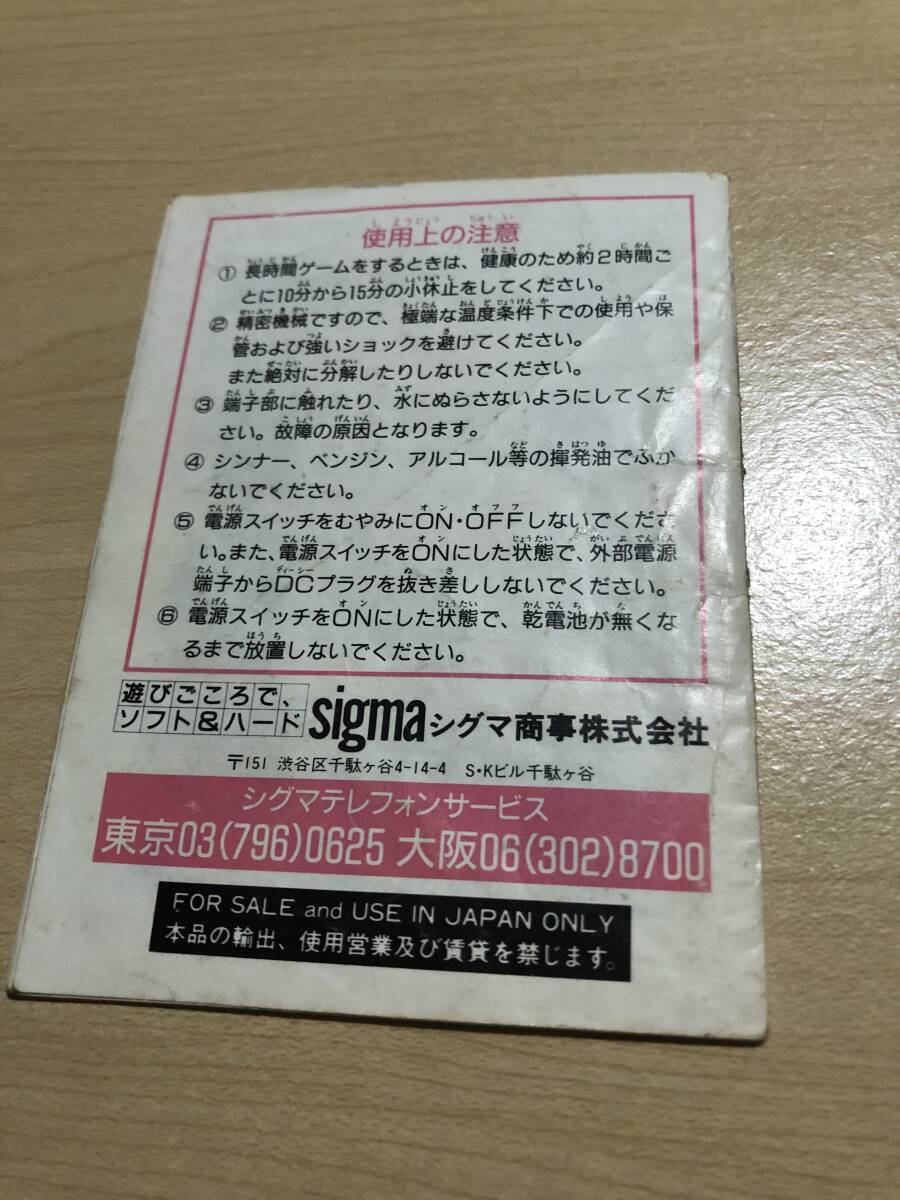 使用上の注意
① 長時間ゲームをするときは、健康のため約2時間ご
とに10分から15分の小休止をしてください。
② 精密機械ですので、極端な温度条件下での使用や保
管および強いショックを避けてください。
また絶対に分解したりしないでください。
③ 端子部に触れたり、水にぬらさないようにしてくだ
さい。故障の原因となります。
④ シンナー、ベンジン、アルコール等の揮発油でふか
ないでください。
⑤ 電源スイッチをむやみにON・OFFしないでくださ
い。また、電源スイッチをONにした状態で、外部電源
端子からDCプラグを抜き差ししないでください。
⑥ 電源スイッチをONにした状態で、乾電池が無くな
るまで放置しないでください。
遊びごころで、
ソフト&ハード
sigma シグマ商事株式会社
〒151 渋谷区千駄ヶ谷4-14-4 S・Kビル千駄ヶ谷
シグマテレフォンサービス
東京03(796)0625 大阪06(302)8700
FOR SALE and USE IN JAPAN ONLY
本品の輸出、使用営業及び賃貸を禁じます。